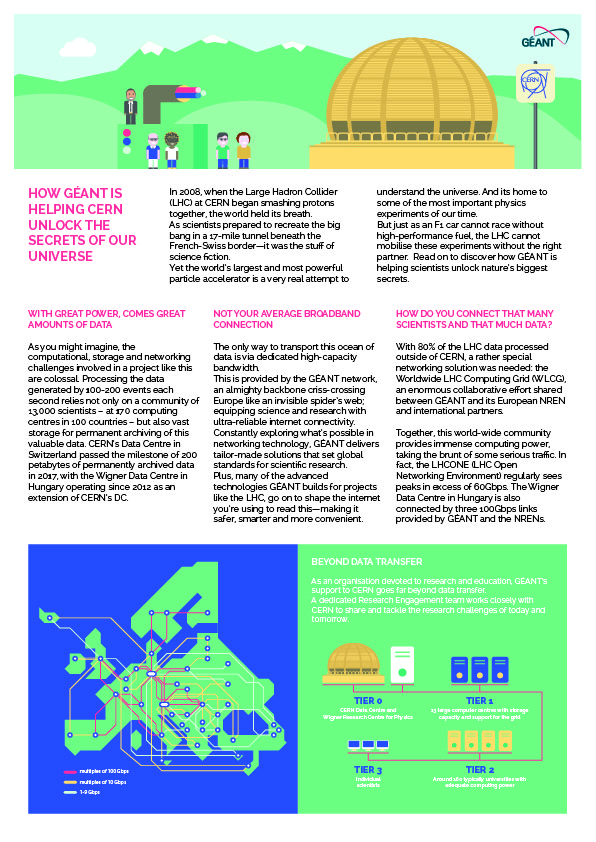 GÉANT
CERN
HOW GÉANT IS
HELPING CERN
UNLOCK THE
SECRETS OF OUR
UNIVERSE
In 2008, when the Large Hadron Collider
(LHC) at CERN began smashing protons
together, the world held its breath.
As scientists prepared to recreate the big
bang in a 17-mile tunnel beneath the
French-Swiss border—it was the stuff of
science fiction.
Yet the world's largest and most powerful
particle accelerator is a very real attempt to
understand the universe. And its home to
some of the most important physics
experiments of our time.
But just as an F1 car cannot race without
high-performance fuel, the LHC cannot
mobilise these experiments without the right
partner. Read on to discover how GÉANT is
helping scientists unlock nature's biggest
secrets.
WITH GREAT POWER, COMES GREAT
AMOUNTS OF DATA
As you might imagine, the
computational, storage and networking
challenges involved in a project like this
are colossal. Processing the data
generated by 100-200 events each
second relies not only on a community of
13,000 scientists – at 170 computing
centres in 100 countries – but also vast
storage for permanent archiving of this
valuable data. CERN's Data Centre in
Switzerland passed the milestone of 200
petabytes of permanently archived data
in 2017, with the Wigner Data Centre in
Hungary operating since 2012 as an
extension of CERN's DC.
NOT YOUR AVERAGE BROADBAND
CONNECTION
The only way to transport this ocean of
data is via dedicated high-capacity
bandwidth.
This is provided by the GÉANT network,
an almighty backbone criss-crossing
Europe like an invisible spider's web;
equipping science and research with
ultra-reliable internet connectivity.
Constantly exploring what's possible in
networking technology, GÉANT delivers
tailor-made solutions that set global
standards for scientific research.
Plus, many of the advanced
technologies GÉANT builds for projects
like the LHC, go on to shape the internet
you're using to read this—making it
safer, smarter and more convenient.
HOW DO YOU CONNECT THAT MANY
SCIENTISTS AND THAT MUCH DATA?
With 80% of the LHC data processed
outside of CERN, a rather special
networking solution was needed: the
Worldwide LHC Computing Grid (WLCG),
an enormous collaborative effort shared
between GÉANT and its European NREN
and international partners.
Together, this world-wide community
provides immense computing power,
taking the brunt of some serious traffic. In
fact, the LHCONE (LHC Open
Networking Environment) regularly sees
peaks in excess of 60Gbps. The Wigner
Data Centre in Hungary is also
connected by three 100Gbps links
provided by GÉANT and the NRENs.
multiples of 100 Gbps
multiples of 10 Gbps
1-9 Gbps
BEYOND DATA TRANSFER
As an organisation devoted to research and education, GÉANT's
support to CERN goes far beyond data transfer.
A dedicated Research Engagement team works closely with
CERN to share and tackle the research challenges of today and
tomorrow.
TIER 0
CERN Data Centre and
Wigner Research Centre for Physics
TIER 1
13 large computer centres with storage
capacity and support for the grid.
TIER 3
Individual
scientists
TIER 2
Around 160 typically universities with
adequate computing power